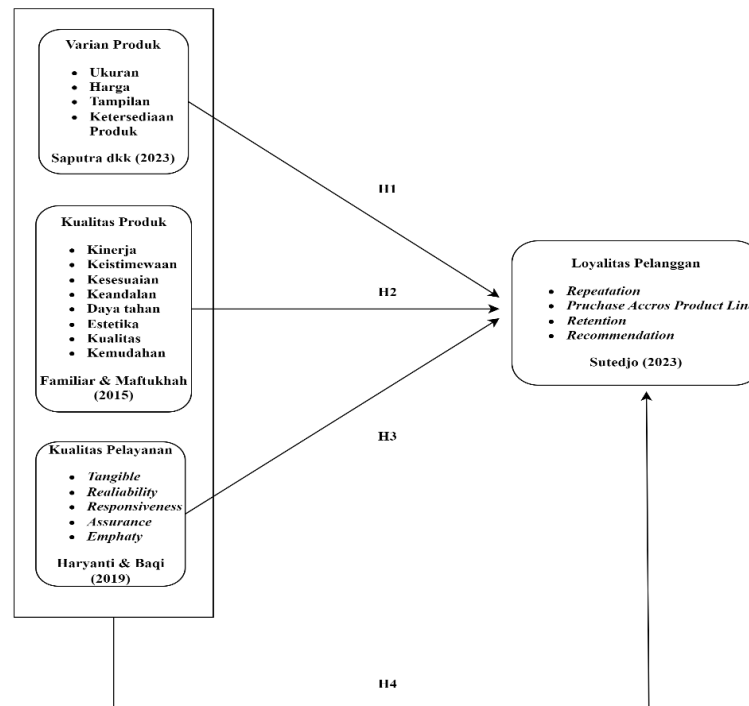 Varian Produk
• Ukuran
• Harga
• Tampilan
• Ketersediaan
Produk
Saputra dkk (2023)
H1
Kualitas Produk
• Kinerja
• Keistimewaan
• Kesesuaian
• Keandalan
• Daya tahan
• Estetika
• Kualitas
• Kemudahan
Familiar & Maftukhah
(2015)
H2
Loyalitas Pelanggan
• Repeatation
• Pruchase Accros Product Line
• Retention
• Recommendation
Sutedjo (2023)
H3
Kualitas Pelayanan
• Tangible
• Realiability
• Responsiveness
• Assurance
• Emphaty
Haryanti & Baqi
(2019)
H4